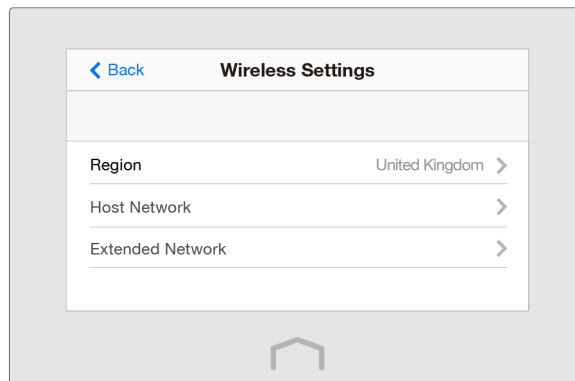 Back Wireless Settings
Region United Kingdom
Host Network
Extended Network